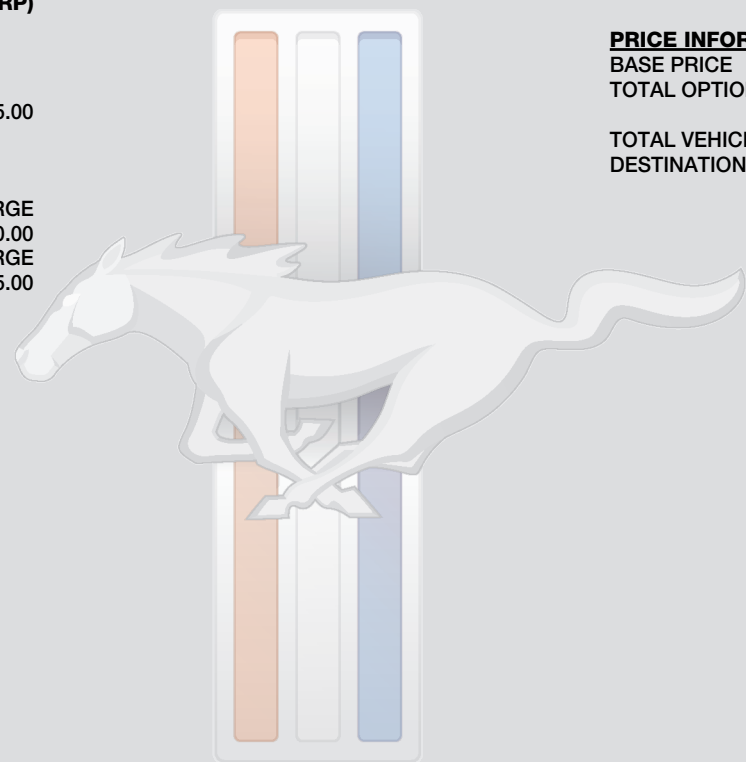 RP)
5.00
RGE
0.00
RGE
5.00
PRICE INFOR
BASE PRICE
TOTAL OPTIO
TOTAL VEHICL
DESTINATION